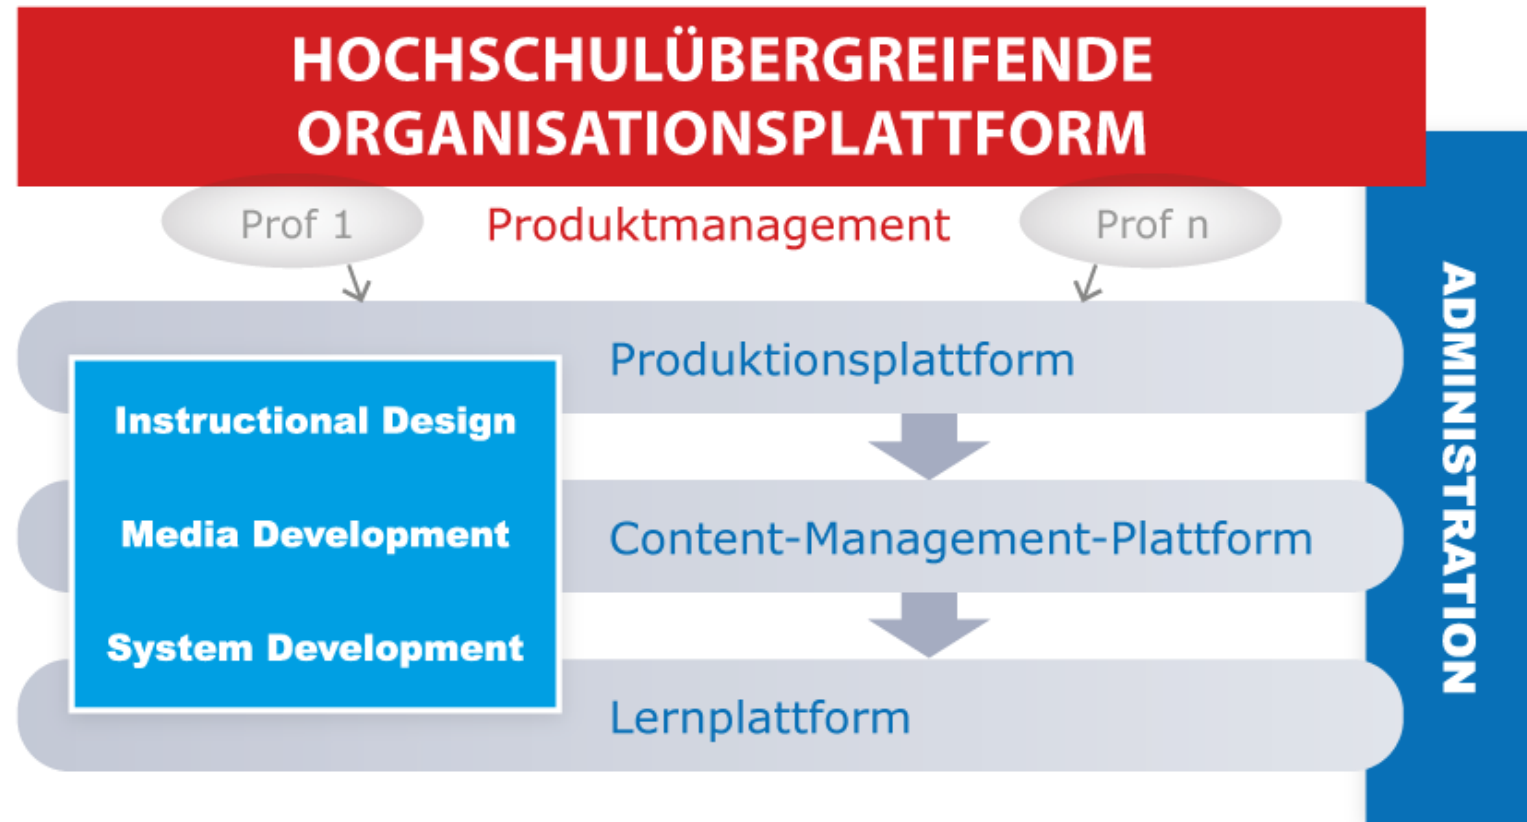 HOCHSCHULÜBERGREIFENDE
ORGANISATIONSPLATTFORM
Prof 1
Produktmanagement
Prof n
Produktionsplattform
Instructional Design
Media Development
Content-Management-Plattform
System Development
Lernplattform
ADMINISTRATION